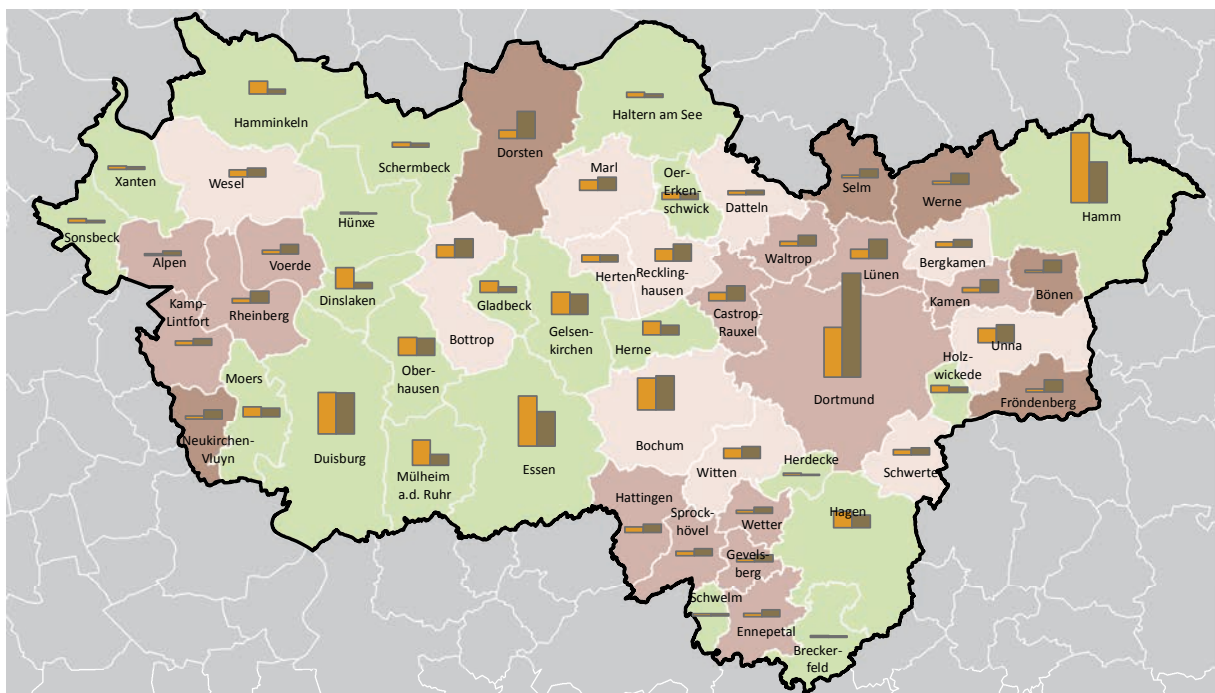 Haltern am See
Hamminkeln
Dorsten
Schermbeck
Marl
Oer-
Erken-
schwick
Xanten
Wesel
Selm
Werne
Datteln
Hamm
Hünxe
Sonsbeck
Alpen
Voerde
Waltrop
Lünen
Bergkamen
Herten
Reckling-
hausen
Dinslaken
Gladbeck
Kamp-
Lintfort
Rheinberg
Castrop-
Rauxel
Kamen
Bönen
Bottrop
Gelsen-
kirchen
Herne
Unna
Ober-
hausen
Holz-
wickede
Moers
Dortmund
Fröndenberg
Neukirchen-
Vluyn
Duisburg
Mülheim
a.d. Ruhr
Essen
Bochum
Witten
Herdecke
Schwerte
Hattingen
Sprock-
hövel
Wetter
Hagen
Gevels-
berg
Schwelm
Ennepetal
Brecker-
feld